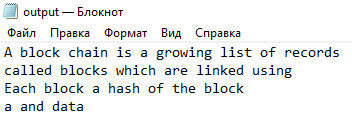 output — Блокнот
Файл Правка Формат Вид Справка
A block chain is a growing list of records
called blocks which are linked using
Each block a hash of the block
a and data